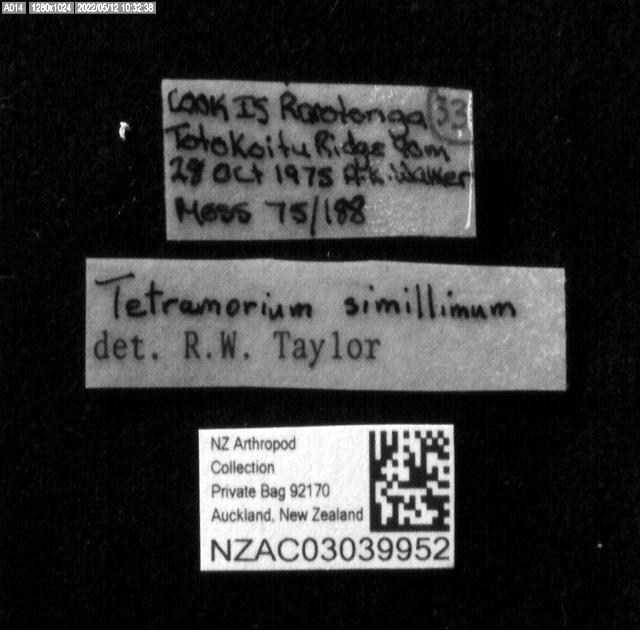 A014 1280x1024 2022/05/12 10:32:38
COOK IS Rarotonga 33
Totokoitu Ridge 90m
28 Oct 1975 A.K. Walker
Moss 75/188
Tetramorium simillimum
det. R.W. Taylor
NZ Arthropod
Collection
Private Bag 92170
Auckland, New Zealand
NZAC03039952